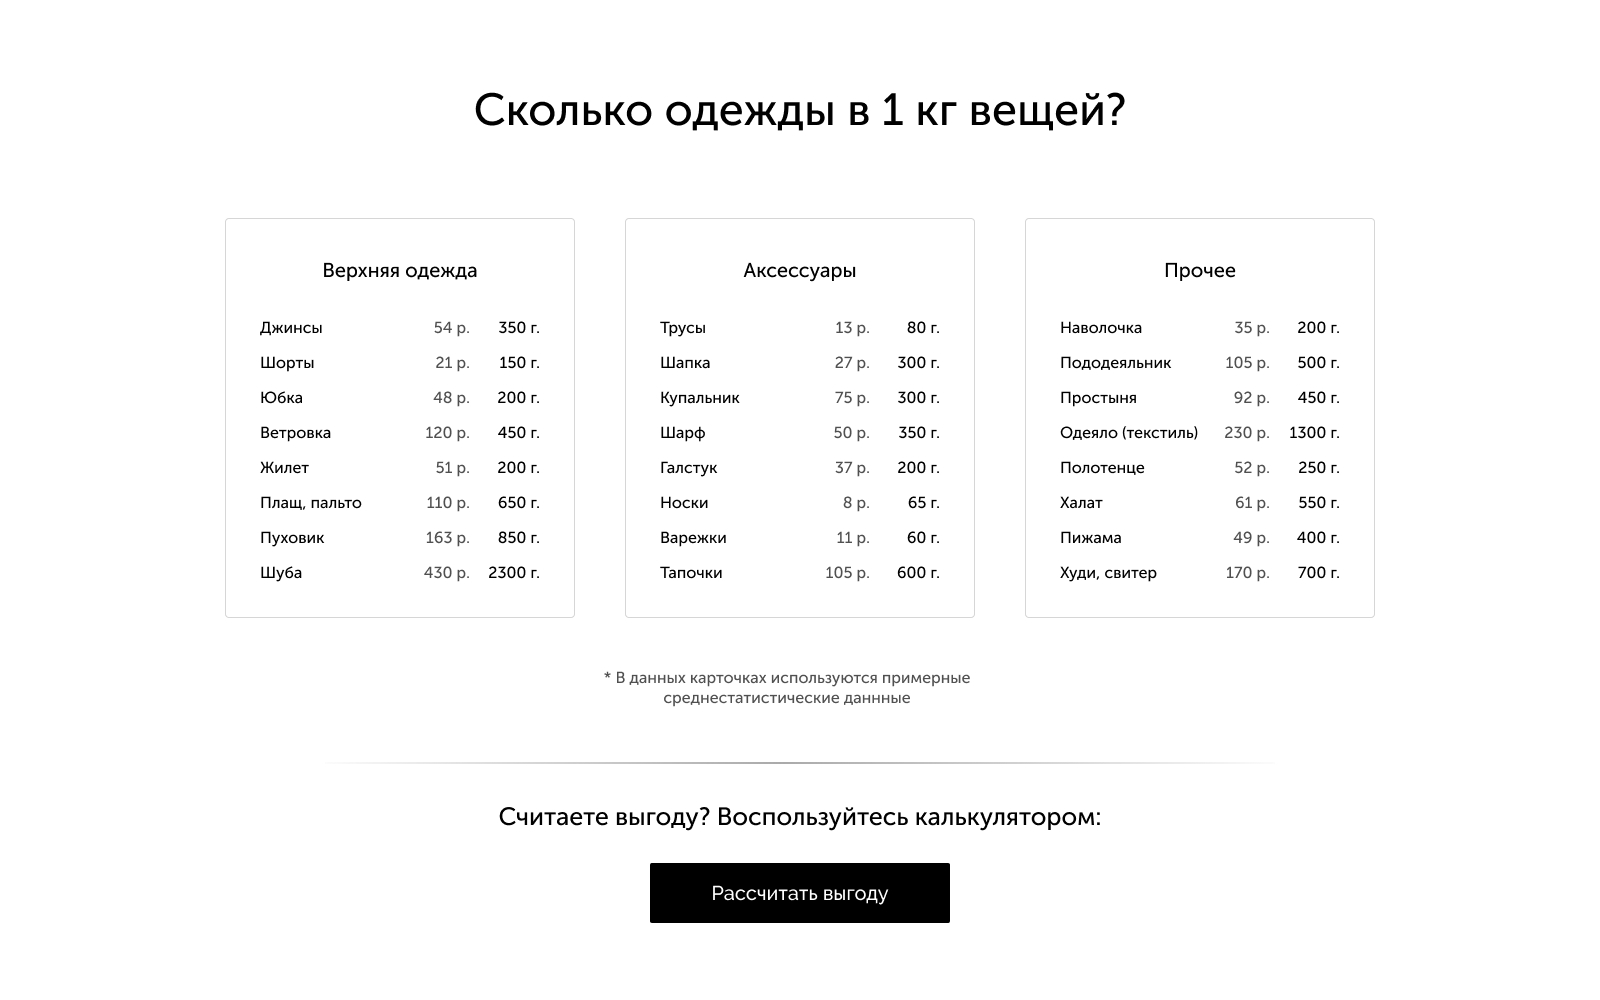 Сколько одежды в 1 кг вещей?
Верхняя одежда
Джинсы 54 р. 350 г.
Шорты 21 р. 150 г.
Юбка 48 р. 200 г.
Ветровка 120 р. 450 г.
Жилет 51 р. 200 г.
Плащ, пальто 110 р. 650 г.
Пуховик 163 р. 850 г.
Шуба 430 р. 2300 г.
Аксессуары
Трусы 13 р. 80 г.
Шапка 27 р. 300 г.
Купальник 75 р. 300 г.
Шарф 50 р. 350 г.
Галстук 37 р. 200 г.
Носки 8 р. 65 г.
Варежки 11 р. 60 г.
Тапочки 105 р. 600 г.
Прочее
Наволочка 35 р. 200 г.
Пододеяльник 105 р. 500 г.
Простыня 92 р. 450 г.
Одеяло (текстиль) 230 р. 1300 г.
Полотенце 52 р. 250 г.
Халат 61 р. 550 г.
Пижама 49 р. 400 г.
Худи, свитер 170 р. 700 г.
* В данных карточках используются примерные
среднестатистические даннные
Считаете выгоду? Воспользуйтесь калькулятором:
Рассчитать выгоду